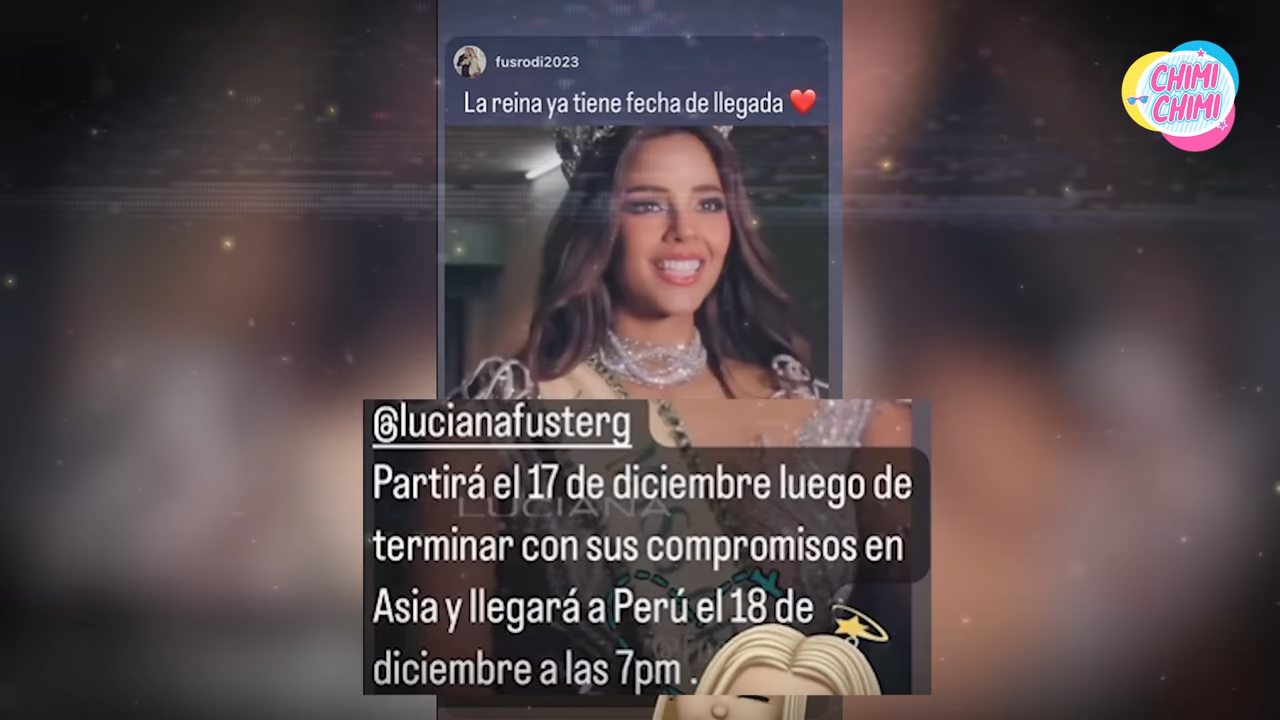 fusrodi2023
La reina ya tiene fecha de llegada ❤️
CHIMI
CHIMI
@lucianafusterg
Partirá el 17 de diciembre luego de
LUCIANA
terminar con sus compromisos en
Asia y llegará a Perú el 18 de
diciembre a las 7pm .